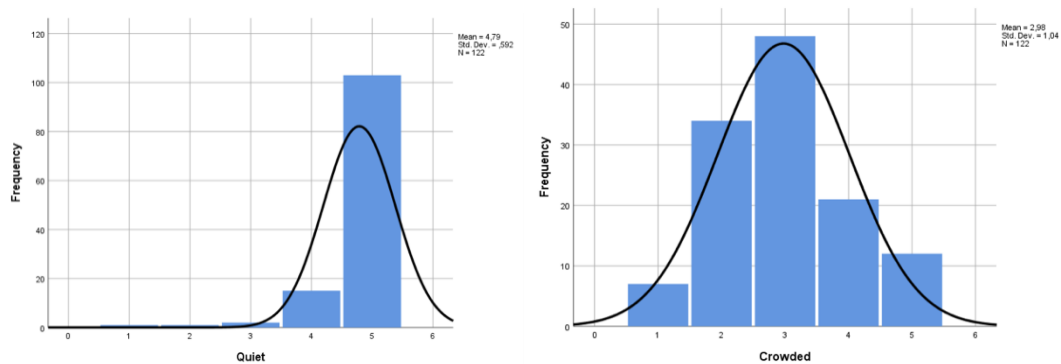 120
100
80
60
40
20
0
Frequency
0 1 2 3 4 5 6
Quiet
Mean = 4,79
Std. Dev. = ,592
N = 122
50
40
30
20
10
0
Frequency
0 1 2 3 4 5 6
Crowded
Mean = 2,98
Std. Dev. = 1,04
N = 122